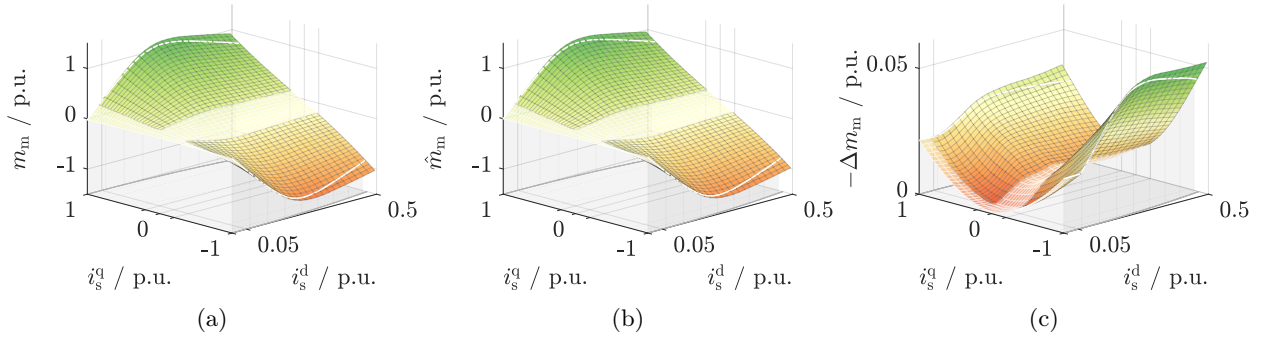 m_m / p.u.
1
0
-1
1
0
-1
0.05
0.5
i_s^q / p.u.
i_s^d / p.u.
(a)
m̂_m / p.u.
1
0
-1
1
0
-1
0.05
0.5
i_s^q / p.u.
i_s^d / p.u.
(b)
−Δm_m / p.u.
0.05
0
1
0
-1
0.05
0.5
i_s^q / p.u.
i_s^d / p.u.
(c)